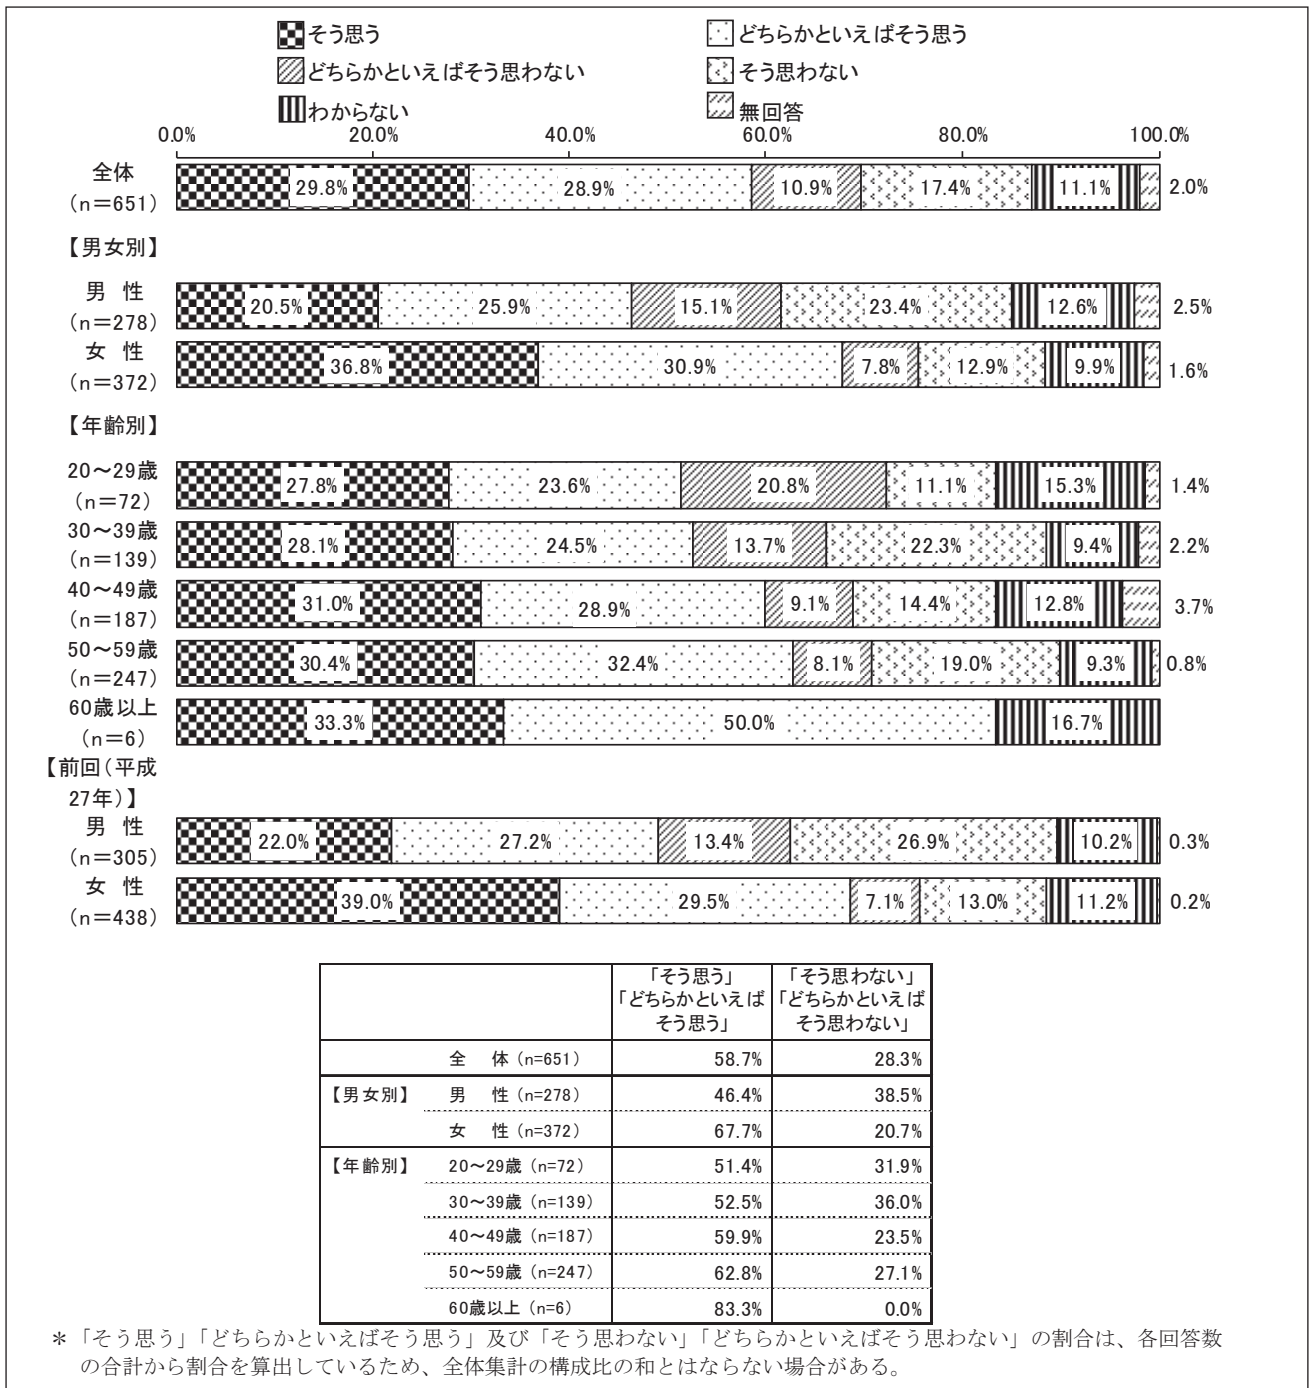 そう思う どちらかといえばそう思う
どちらかといえばそう思わない そう思わない
わからない 無回答
0.0% 20.0% 40.0% 60.0% 80.0% 100.0%
全体
(n=651) 29.8% 28.9% 10.9% 17.4% 11.1% 2.0%
【男女別】
男 性
(n=278) 20.5% 25.9% 15.1% 23.4% 12.6% 2.5%
女 性
(n=372) 36.8% 30.9% 7.8% 12.9% 9.9% 1.6%
【年齢別】
20～29歳
(n=72) 27.8% 23.6% 20.8% 11.1% 15.3% 1.4%
30～39歳
(n=139) 28.1% 24.5% 13.7% 22.3% 9.4% 2.2%
40～49歳
(n=187) 31.0% 28.9% 9.1% 14.4% 12.8% 3.7%
50～59歳
(n=247) 30.4% 32.4% 8.1% 19.0% 9.3% 0.8%
60歳以上
(n=6) 33.3% 50.0% 16.7%
【前回(平成
27年)】
男 性
(n=305) 22.0% 27.2% 13.4% 26.9% 10.2% 0.3%
女 性
(n=438) 39.0% 29.5% 7.1% 13.0% 11.2% 0.2%
「そう思う」 「そう思わない」
「どちらかといえば 「どちらかといえば
そう思う」 そう思わない」
全 体 (n=651) 58.7% 28.3%
【男女別】 男 性 (n=278) 46.4% 38.5%
女 性 (n=372) 67.7% 20.7%
【年齢別】 20～29歳 (n=72) 51.4% 31.9%
30～39歳 (n=139) 52.5% 36.0%
40～49歳 (n=187) 59.9% 23.5%
50～59歳 (n=247) 62.8% 27.1%
60歳以上 (n=6) 83.3% 0.0%
＊「そう思う」「どちらかといえばそう思う」及び「そう思わない」「どちらかといえばそう思わない」の割合は、各回答数
の合計から割合を算出しているため、全体集計の構成比の和とはならない場合がある。